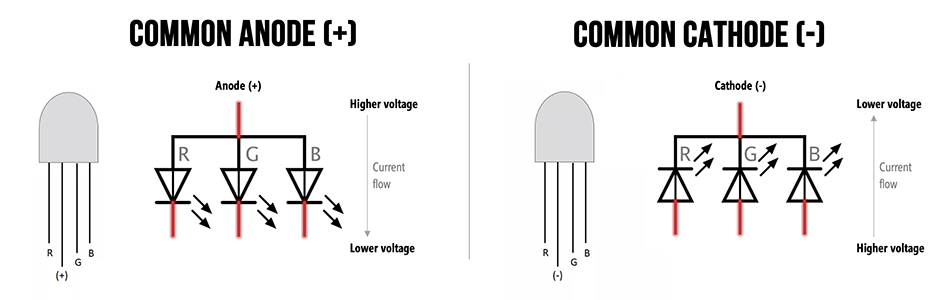 COMMON ANODE (+)
Anode (+)
Higher voltage
R G B
Current
flow
Lower voltage
R
G
B
(+)
COMMON CATHODE (-)
Cathode (-)
Lower voltage
R G B
Current
flow
Higher voltage
R
G
B
(-)